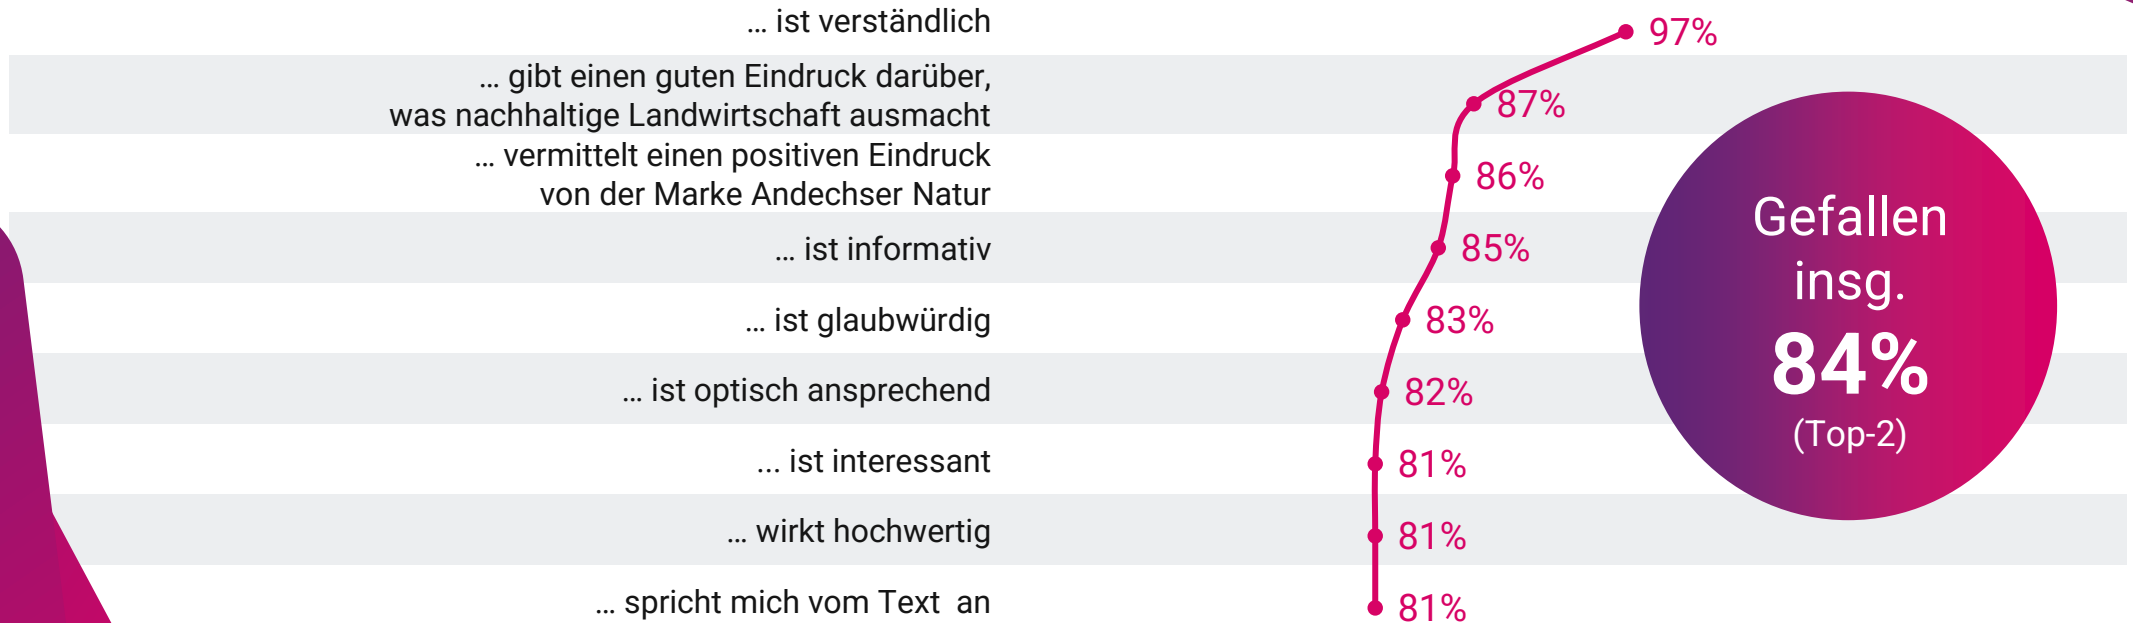 ... ist verständlich
97%
... gibt einen guten Eindruck darüber,
was nachhaltige Landwirtschaft ausmacht
87%
... vermittelt einen positiven Eindruck
von der Marke Andechser Natur
86%
... ist informativ
85%
... ist glaubwürdig
83%
... ist optisch ansprechend
82%
... ist interessant
81%
... wirkt hochwertig
81%
... spricht mich vom Text an
81%
Gefallen
insg.
84%
(Top-2)